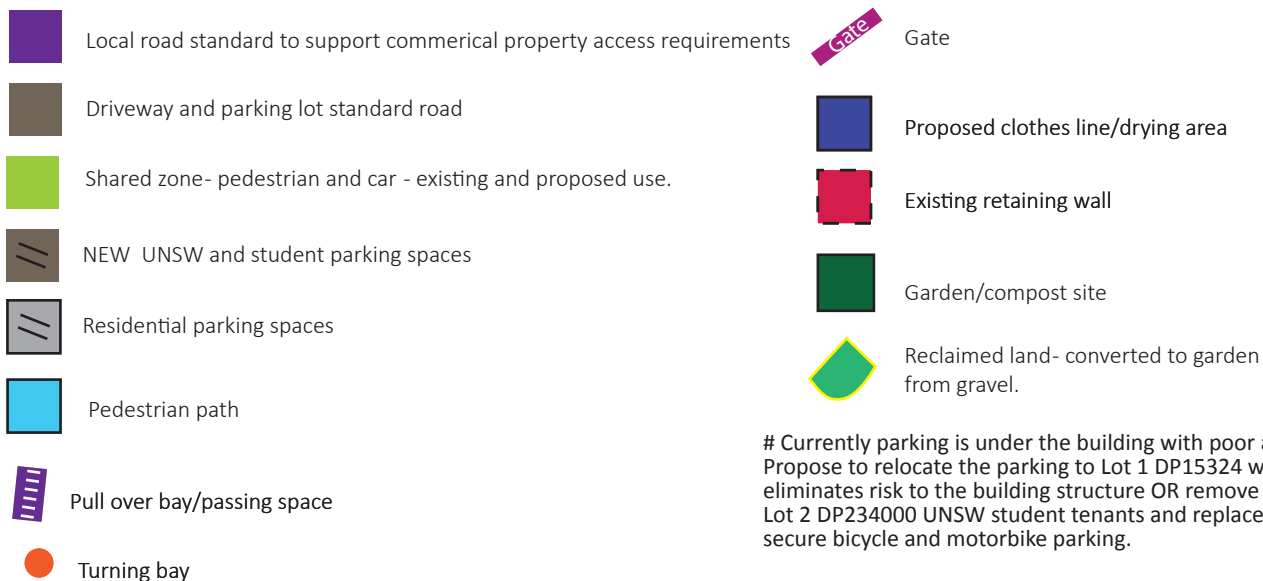 Local road standard to support commerical property access requirements
Driveway and parking lot standard road
Shared zone- pedestrian and car - existing and proposed use.
NEW UNSW and student parking spaces
Residential parking spaces
Pedestrian path
Pull over bay/passing space
Turning bay
Gate
Gate
Proposed clothes line/drying area
Existing retaining wall
Garden/compost site
Reclaimed land- converted to garden
from gravel.
# Currently parking is under the building with poor
Propose to relocate the parking to Lot 1 DP15324
eliminates risk to the building structure OR remove
Lot 2 DP234000 UNSW student tenants and replace
secure bicycle and motorbike parking.